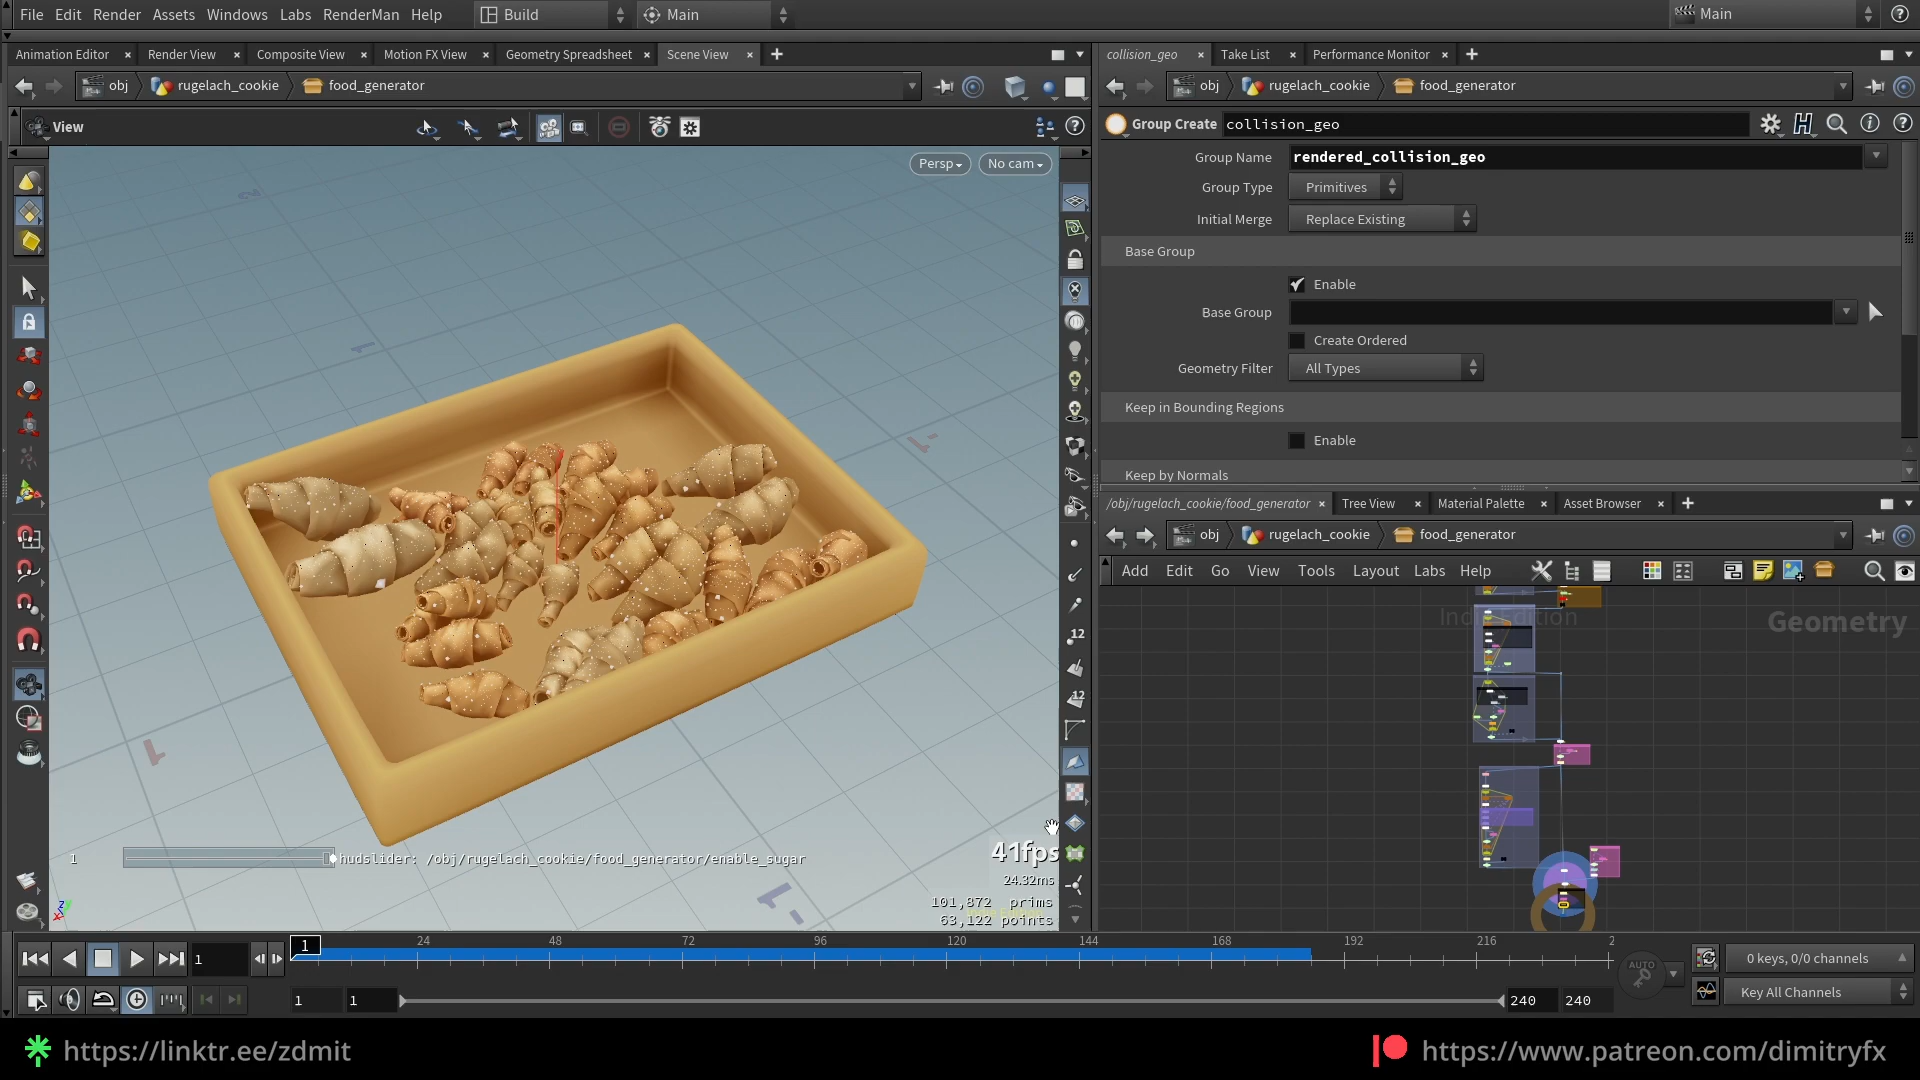 File Edit Render Assets Windows Labs RenderMan Help Build Main Main
Animation Editor Render View Composite View Motion FX View Geometry Spreadsheet Scene View
obj rugelach_cookie food_generator
View
Persp No cam
1 hudslider: /obj/rugelach_cookie/food_generator/enable_sugar
41fps
24.32ms
101,872 prims
63,122 points
collision_geo Take List Performance Monitor
obj rugelach_cookie food_generator
Group Create collision_geo
Group Name rendered_collision_geo
Group Type Primitives
Initial Merge Replace Existing
Base Group
Enable
Base Group
Create Ordered
Geometry Filter All Types
Keep in Bounding Regions
Enable
Keep by Normals
/obj/rugelach_cookie/food_generator Tree View Material Palette Asset Browser
obj rugelach_cookie food_generator
Add Edit Go View Tools Layout Labs Help
Geometry
12
12
1 1 24 48 72 96 120 144 168 192 216 2
AUTO
0 keys, 0/0 channels
1 1 240 240
Key All Channels
https://linktr.ee/zdmit https://www.patreon.com/dimitryfx